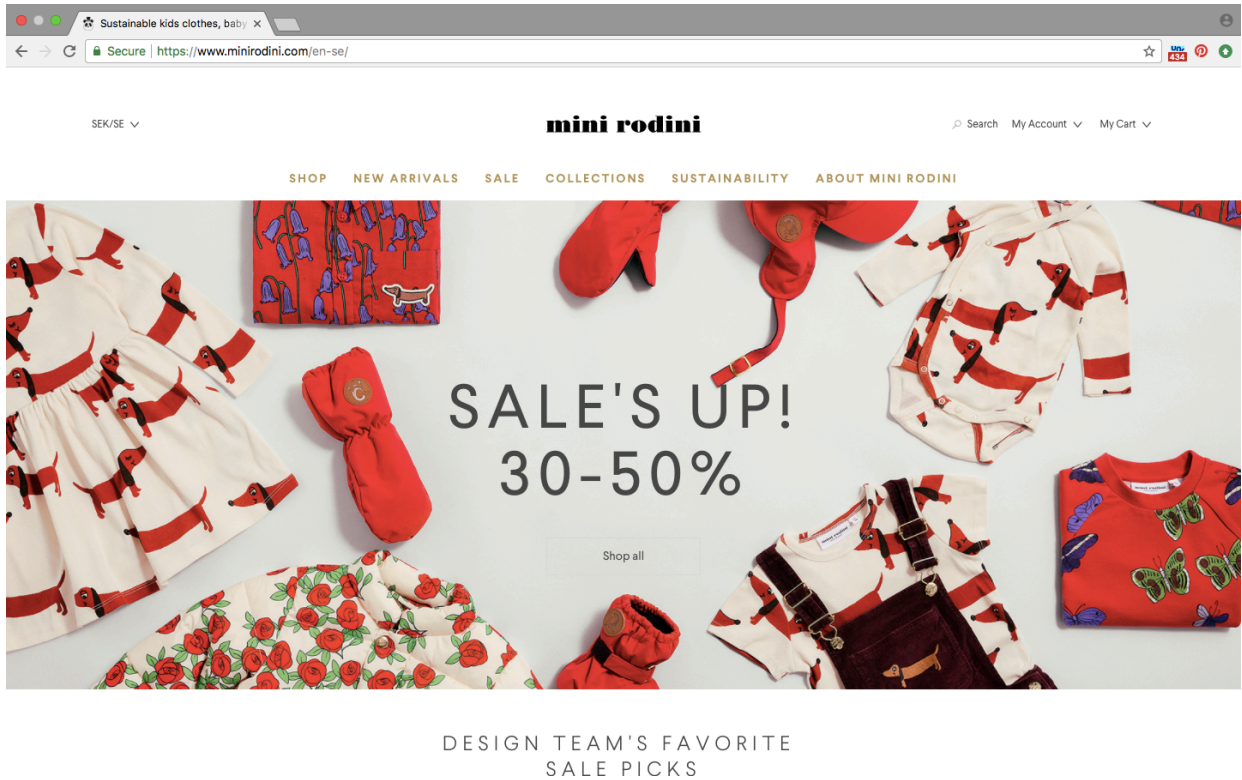 Sustainable kids clothes, baby
Secure | https://www.minirodini.com/en-se/
434
SEK/SE
mini rodini
Search My Account My Cart
SHOP NEW ARRIVALS SALE COLLECTIONS SUSTAINABILITY ABOUT MINI RODINI
SALE'S UP!
30-50%
Shop all
DESIGN TEAM'S FAVORITE
SALE PICKS